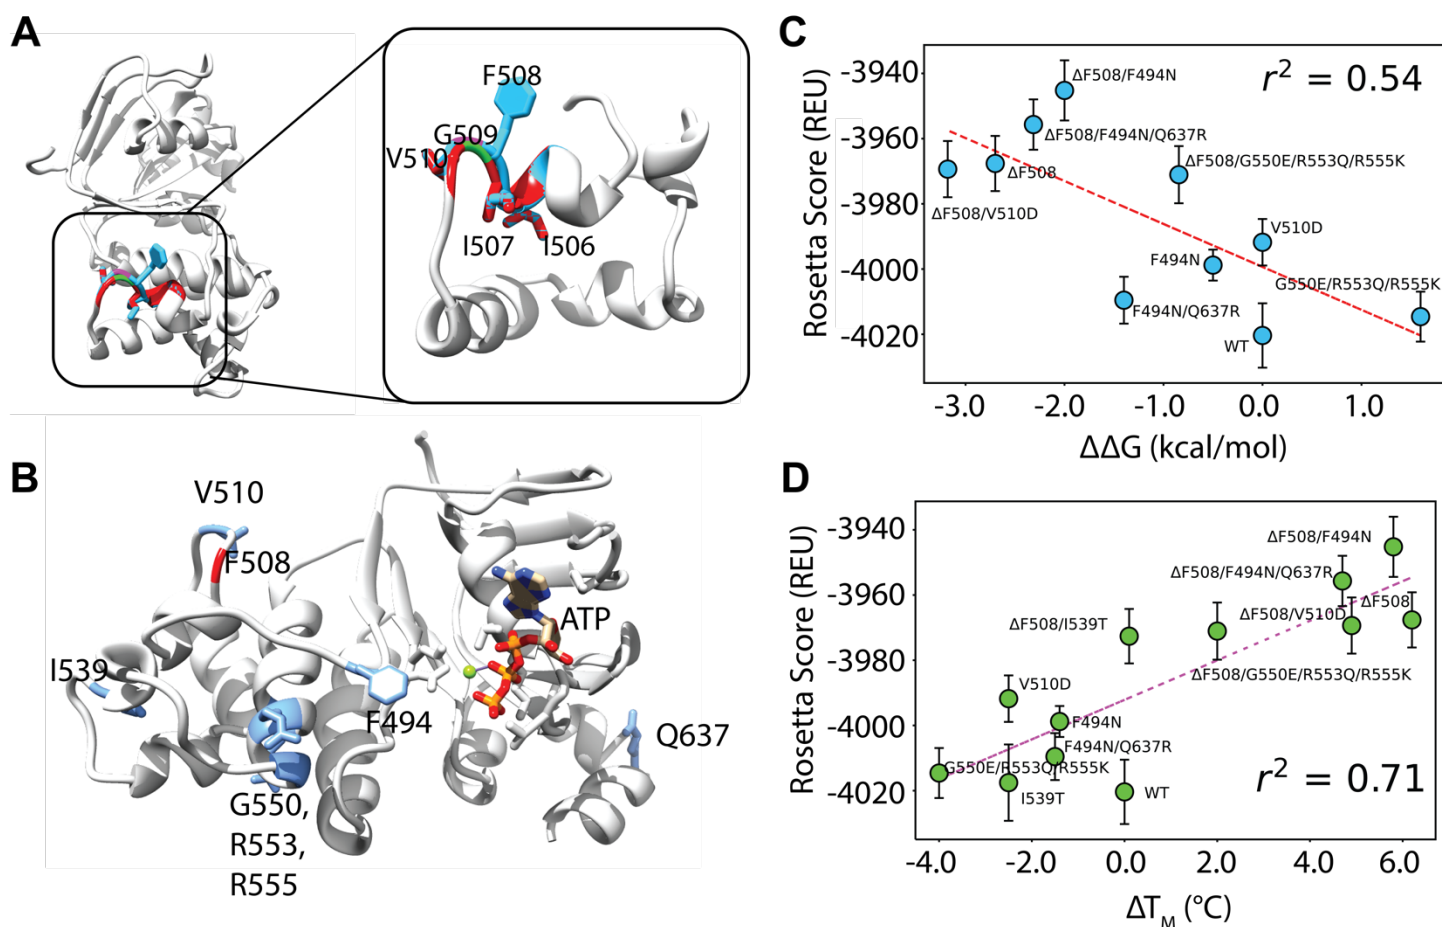 A
F508
G509
V510
I507
I506
B
V510
F508
I539
ATP
F494
Q637
G550,
R553,
R555
C
Rosetta Score (REU)
-3940
-3960
-3980
-4000
-4020
r² = 0.54
ΔF508/F494N
ΔF508/F494N/Q637R
ΔF508/G550E/R553Q/R555K
ΔF508
ΔF508/V510D
V510D
F494N
G550E/R553Q/R555K
F494N/Q637R
WT
-3.0 -2.0 -1.0 0.0 1.0
ΔΔG (kcal/mol)
D
Rosetta Score (REU)
-3940
-3960
-3980
-4000
-4020
ΔF508/F494N
ΔF508/F494N/Q637R
ΔF508
ΔF508/V510D
ΔF508/I539T
ΔF508/G550E/R553Q/R555K
V510D
F494N
F494N/Q637R
G550E/R553Q/R555K
I539T
WT
r² = 0.71
-4.0 -2.0 0.0 2.0 4.0 6.0
ΔT_M (°C)